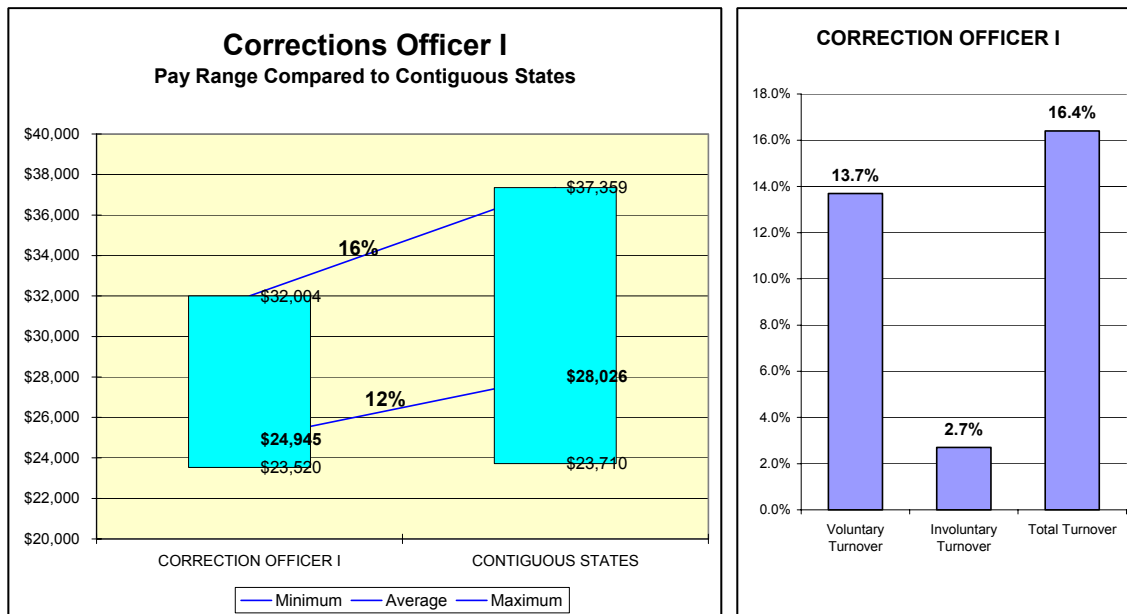 Corrections Officer I
Pay Range Compared to Contiguous States
$40,000
$38,000
$36,000
$34,000
$32,000
$30,000
$28,000
$26,000
$24,000
$22,000
$20,000
$37,359
16%
$32,004
$28,026
12%
$24,945
$23,520
$23,710
CORRECTION OFFICER I
CONTIGUOUS STATES
Minimum
Average
Maximum
CORRECTION OFFICER I
18.0%
16.0%
14.0%
12.0%
10.0%
8.0%
6.0%
4.0%
2.0%
0.0%
13.7%
2.7%
16.4%
Voluntary
Turnover
Involuntary
Turnover
Total Turnover